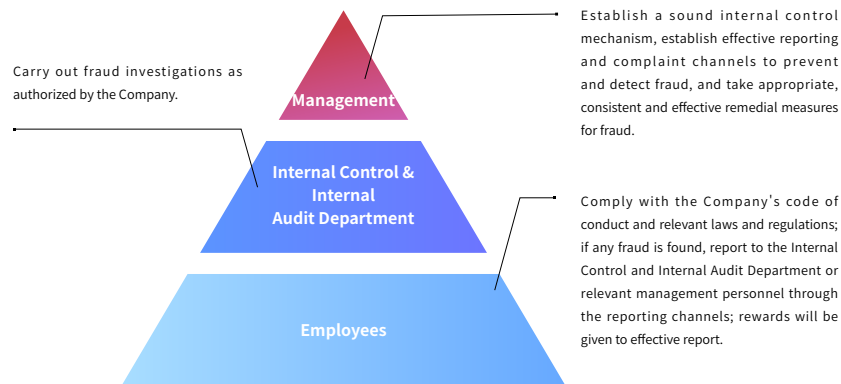 Establish a sound internal control
mechanism, establish effective reporting
and complaint channels to prevent
and detect fraud, and take appropriate,
consistent and effective remedial measures
for fraud.
Carry out fraud investigations as
authorized by the Company.
Management
Internal Control &
Internal
Audit Department
Comply with the Company's code of
conduct and relevant laws and regulations;
if any fraud is found, report to the Internal
Control and Internal Audit Department or
relevant management personnel through
the reporting channels; rewards will be
given to effective report.
Employees